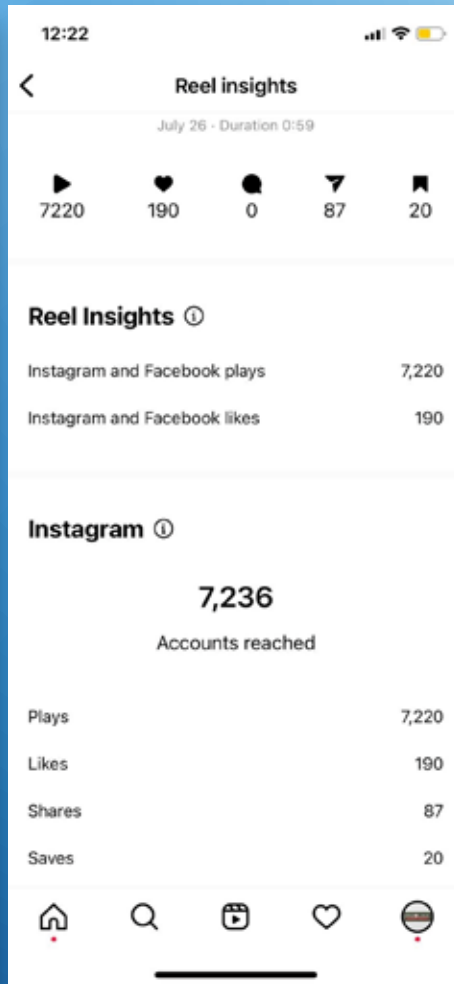 12:22
Reel insights
July 26 · Duration 0:59
7220 190 0 87 20
Reel Insights
Instagram and Facebook plays 7,220
Instagram and Facebook likes 190
Instagram
7,236
Accounts reached
Plays 7,220
Likes 190
Shares 87
Saves 20